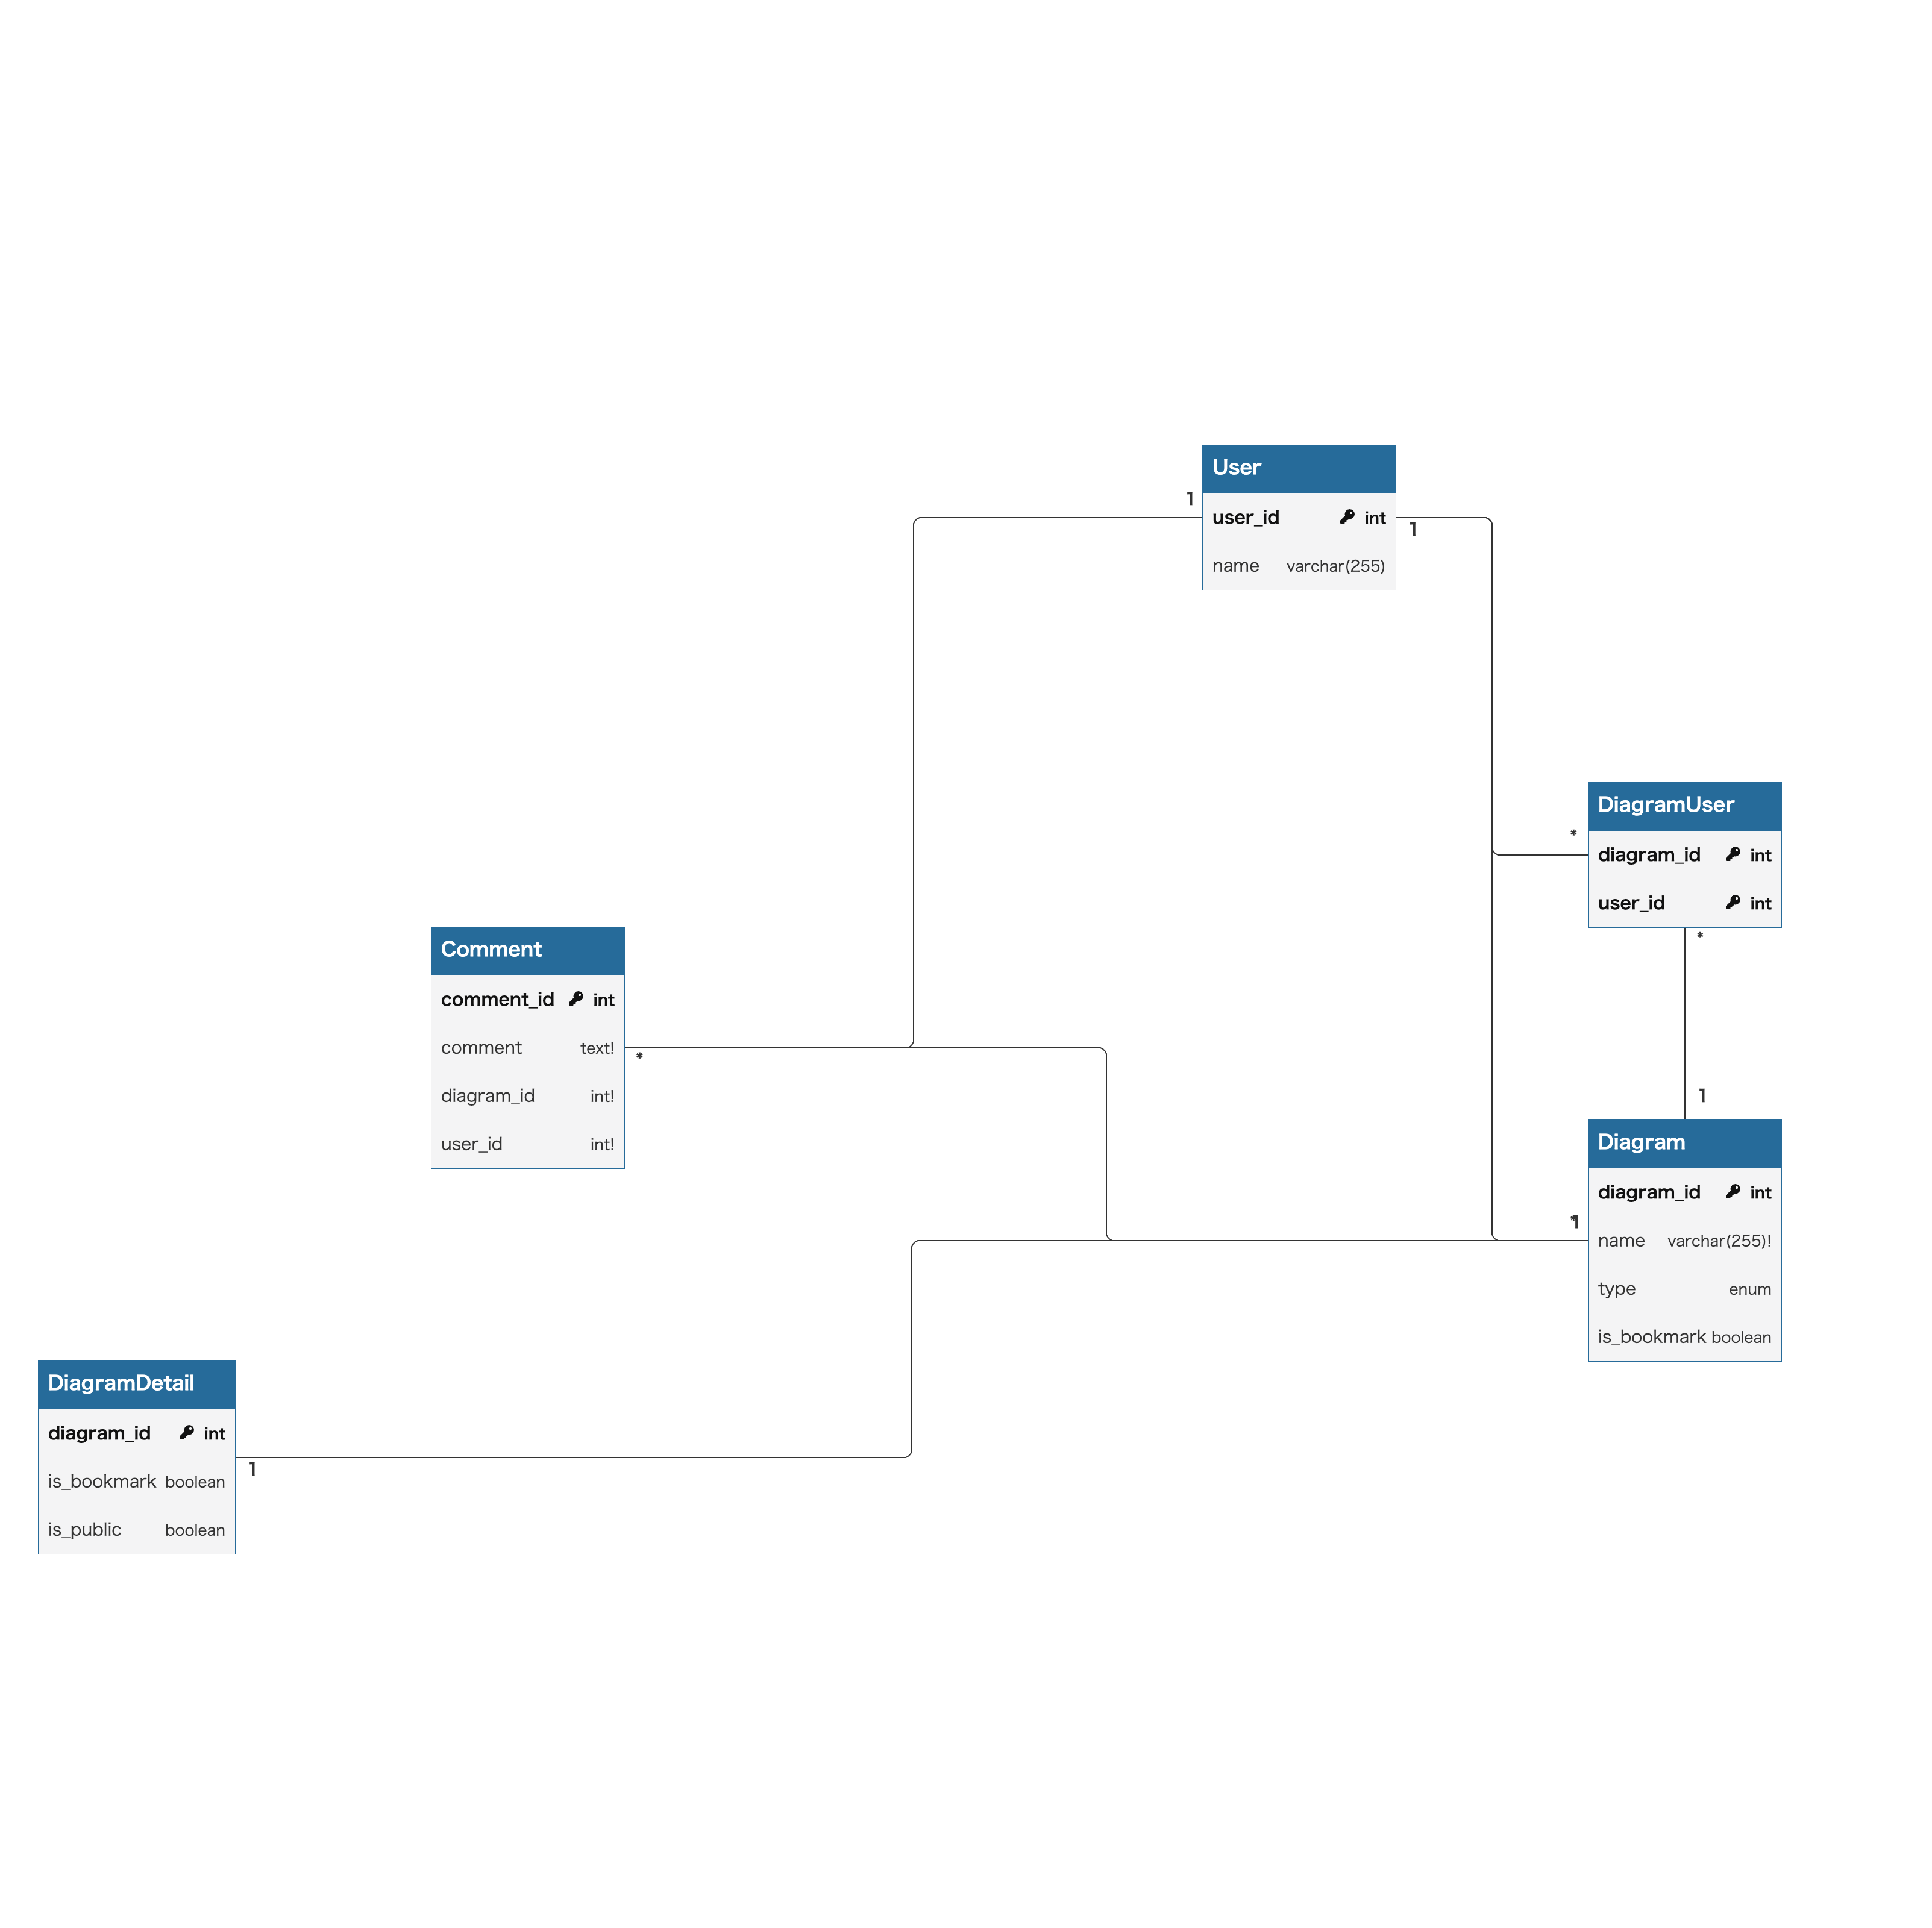 User
1
user_id int
1
name varchar(255)
DiagramUser
*
diagram_id int
user_id int
*
Comment
comment_id int
comment text!
*
diagram_id int!
user_id int!
1
Diagram
diagram_id int
*1
name varchar(255)!
type enum
is_bookmark boolean
DiagramDetail
diagram_id int
1
is_bookmark boolean
is_public boolean